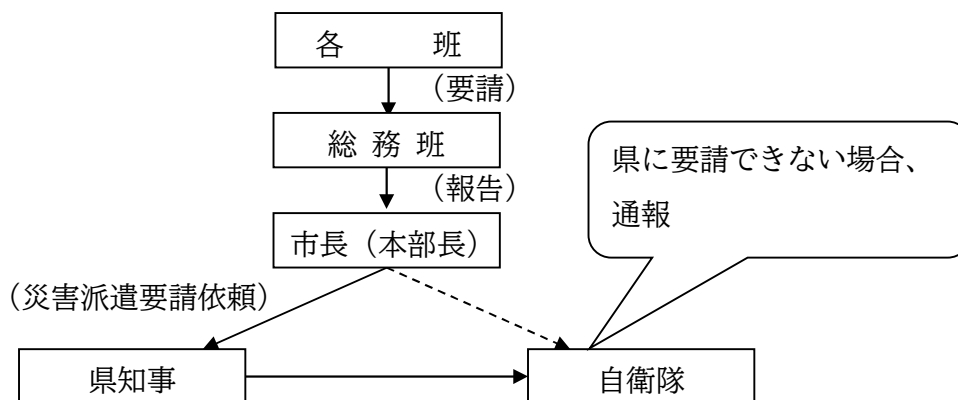 各　　班
（要請）
総 務 班
（報告）
県に要請できない場合、
通報
市長（本部長）
（災害派遣要請依頼）
県知事
自衛隊